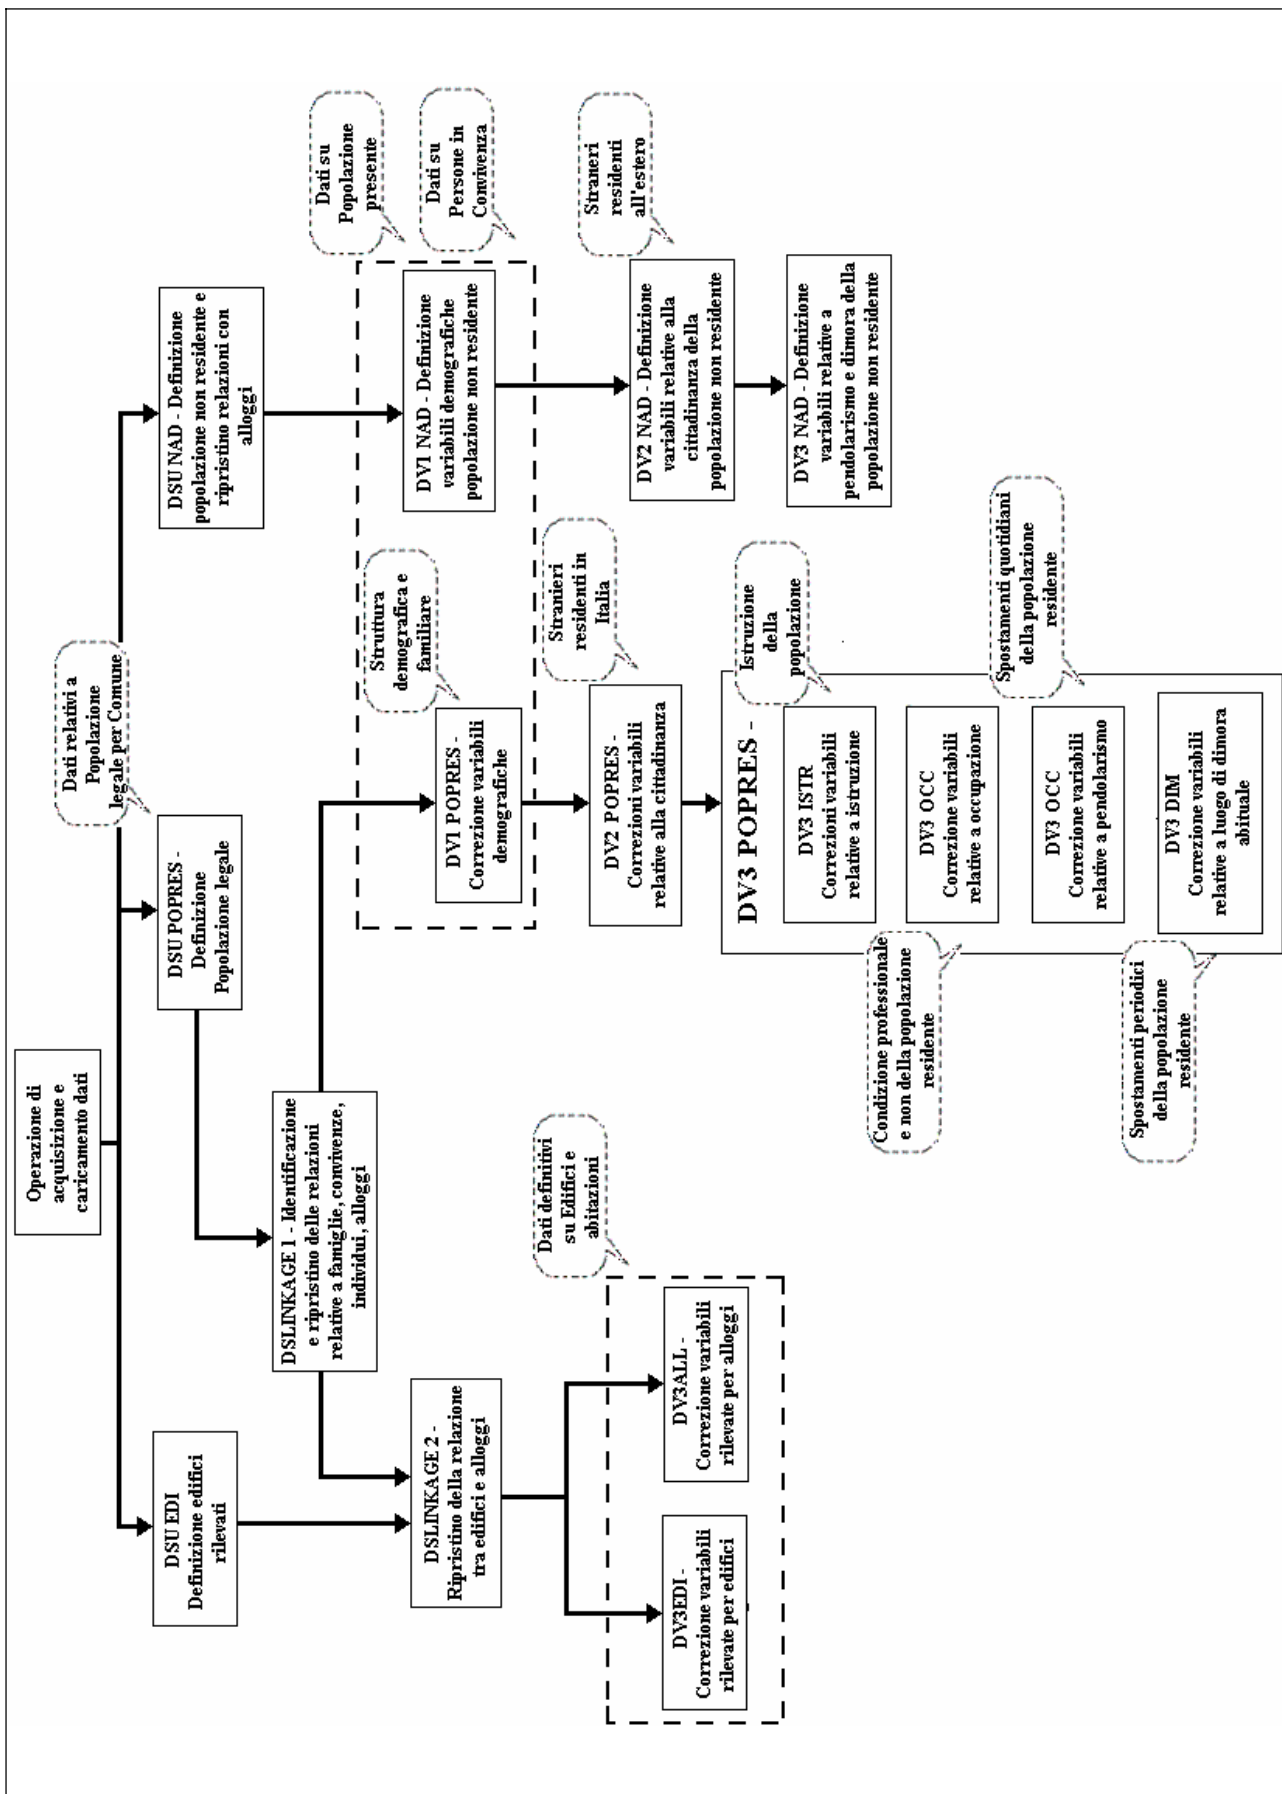 Operazione di
acquisizione e
caricamento dati
Dati relativi a
Popolazione
legale per Comune
DSU EDI
Definizione edifici
rilevati
DSU POPRES -
Definizione
Popolazione legale
DSU NAD - Definizione
popolazione non residente e
ripristino relazioni con
alloggi
DSLINKAGE 1 - Identificazione
e ripristino delle relazioni
relative a famiglie, convivenze,
individui, alloggi
Dati su
Popolazione
presente
Dati su
Persone in
Convivenza
Struttura
demografica e
familiare
DSLINKAGE 2 -
Ripristino della relazione
tra edifici e alloggi
DV1 POPRES -
Correzione variabili
demografiche
DV1 NAD - Definizione
variabili demografiche
popolazione non residente
Dati definitivi
su Edifici e
abitazioni
Stranieri
residenti in
Italia
Straneri
residenti
all'estero
DV3EDI -
Correzione variabili
rilevate per edifici
DV3ALL -
Correzione variabili
rilevate per alloggi
DV2 POPRES -
Correzioni variabili
relative alla cittadinanza
DV2 NAD - Definizione
variabili relative alla
cittadinanza della
popolazione non residente
Istruzione
della
popolazione
DV3 POPRES -
DV3 ISTR
Correzioni variabili
relative a istruzione
DV3 NAD - Definizione
variabili relative a
pendolarismo e dimora della
popolazione non residente
Condizione professionale
e non della popolazione
residente
DV3 OCC
Correzione variabili
relative a occupazione
Spostamenti quotidiani
della popolazione
residente
DV3 OCC
Correzione variabili
relative a pendolarismo
Spostamenti periodici
della popolazione
residente
DV3 DIM
Correzione variabili
relative a luogo di dimora
abituale